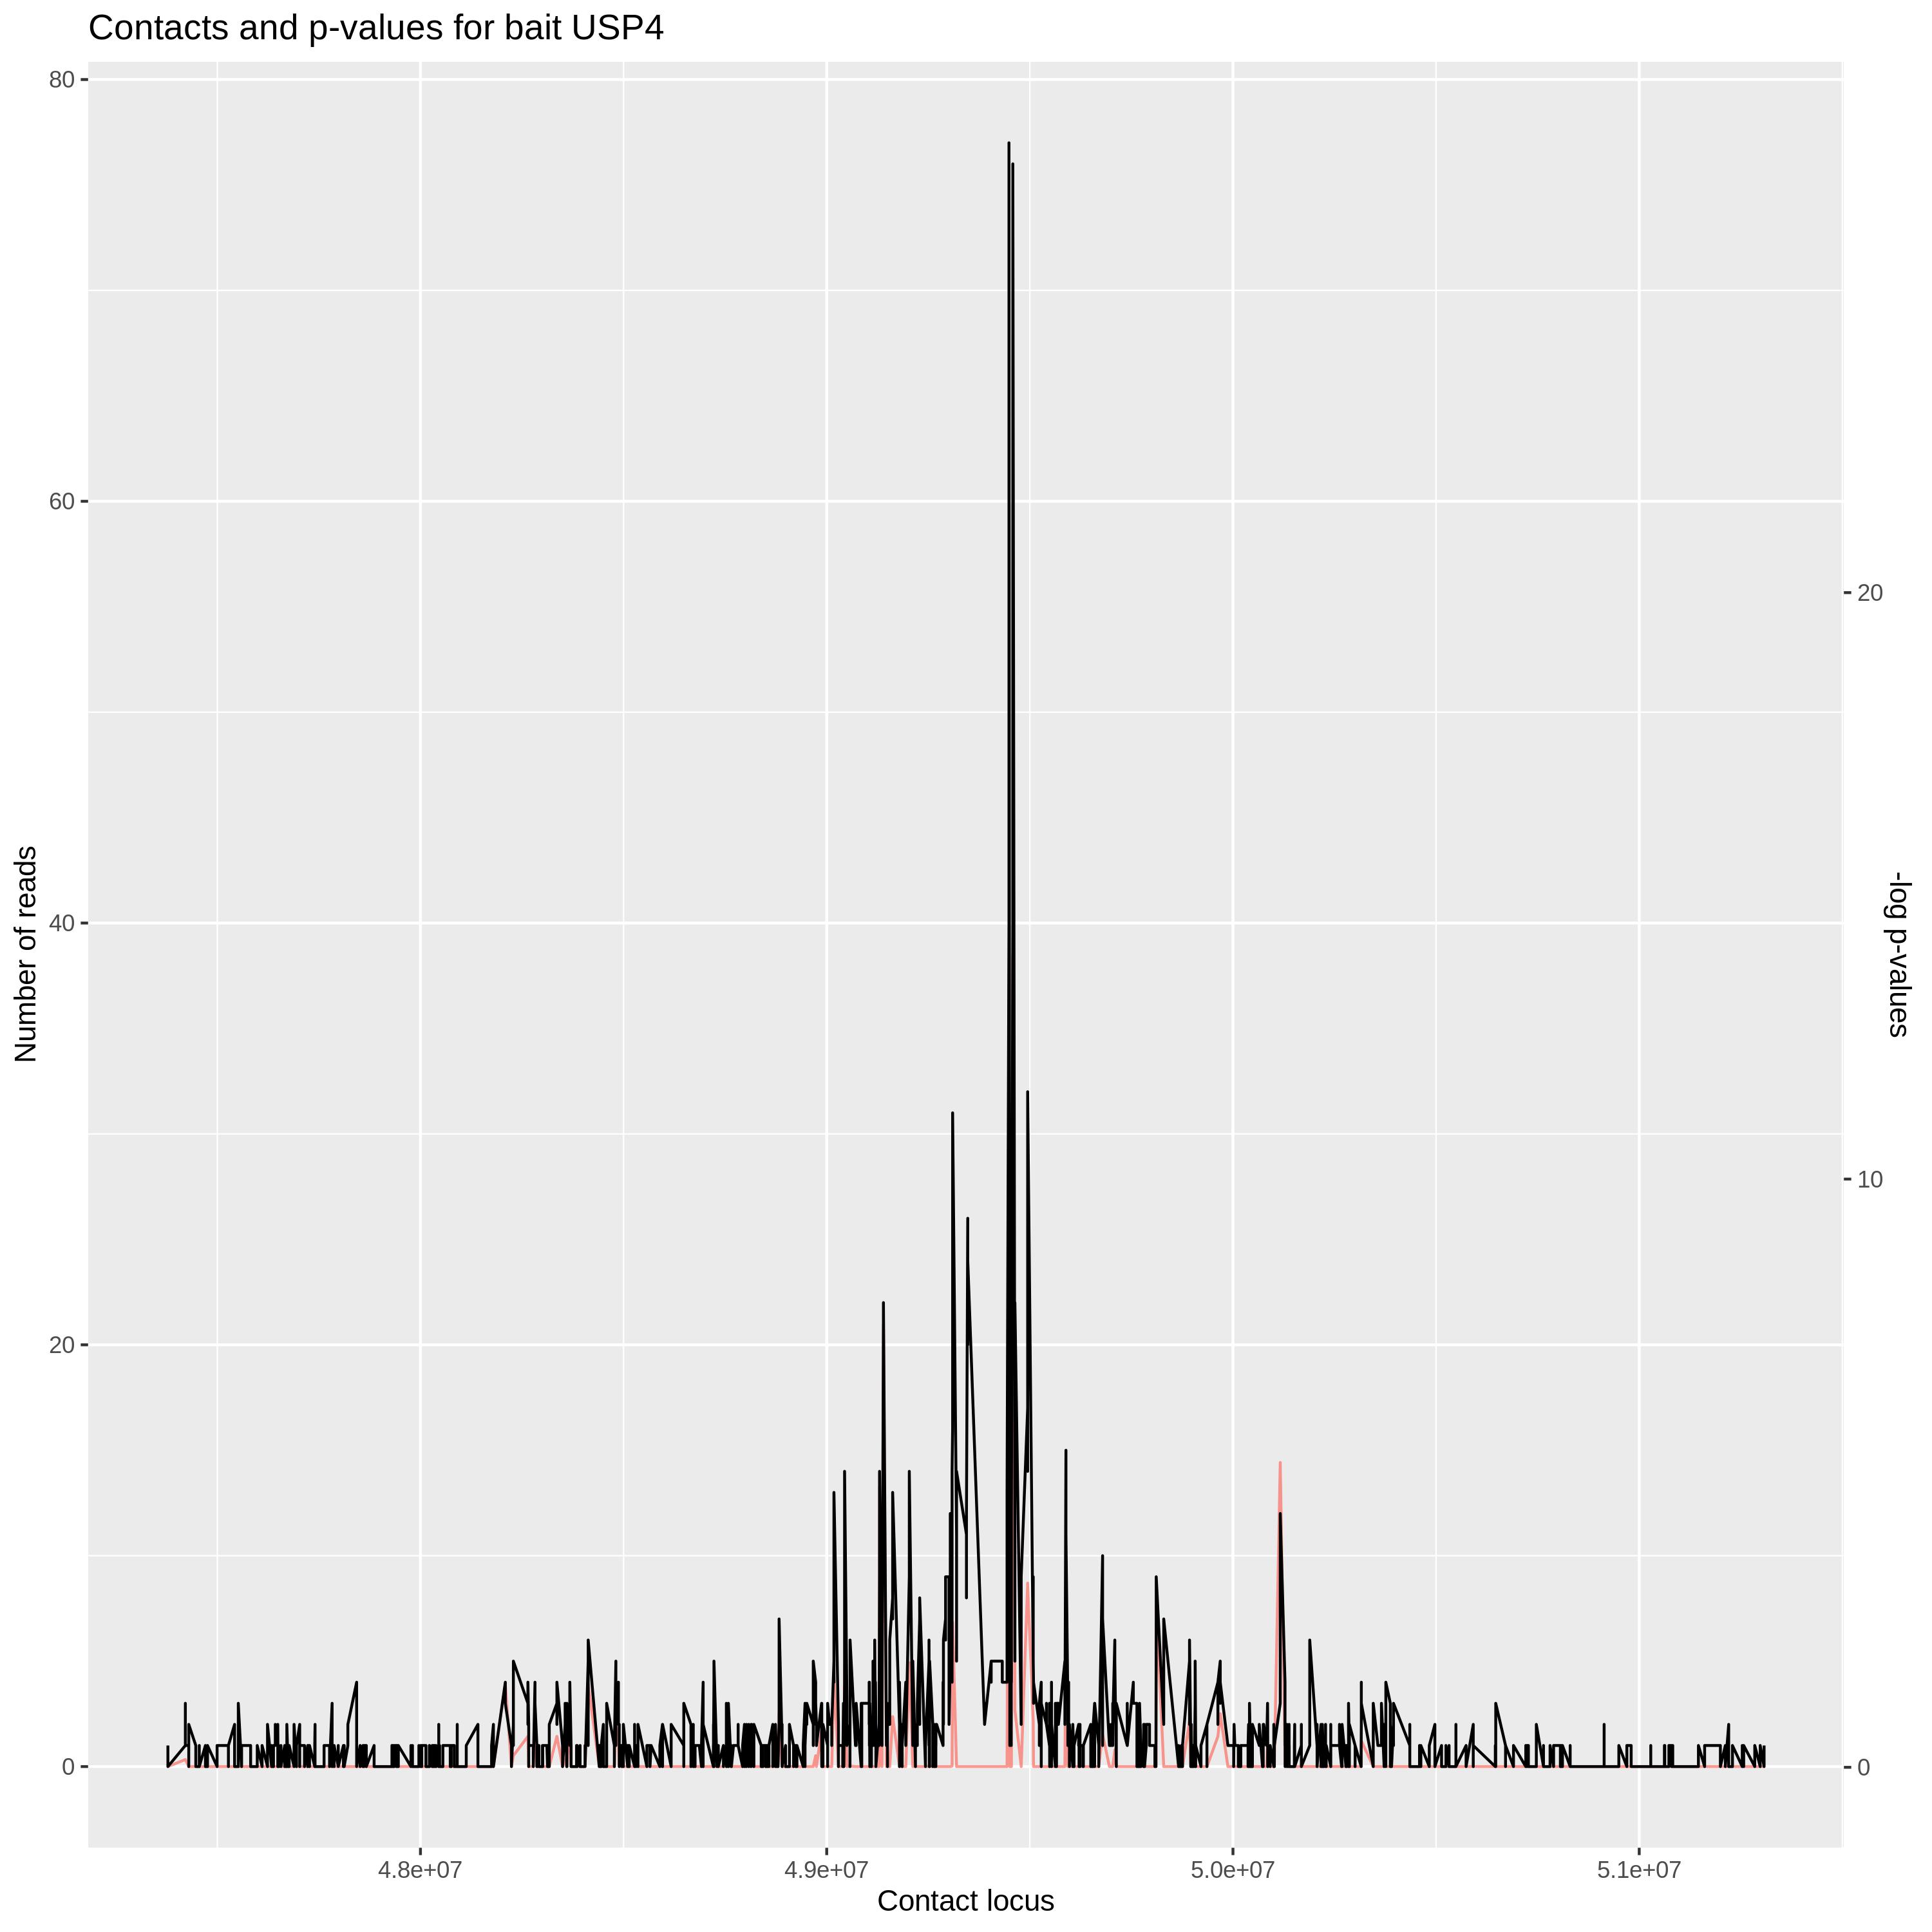 Contacts and p-values for bait USP4
80
60
40
20
0
Number of reads
20
10
0
-log p-values
4.8e+07 4.9e+07 5.0e+07 5.1e+07
Contact locus